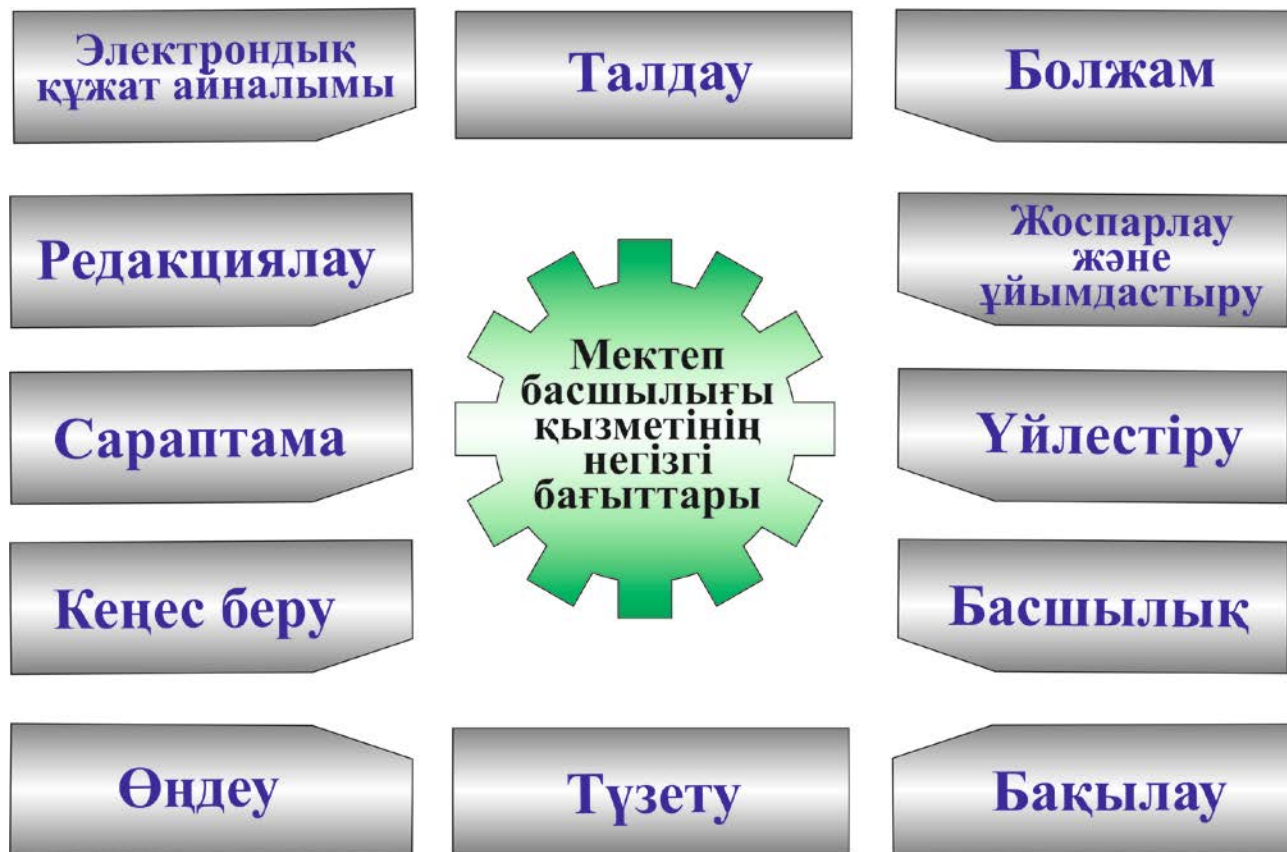 Электрондық
құжат айналымы
Талдау
Болжам
Редакциялау
Жоспарлау
және
ұйымдастыру
Мектеп
басшылығы
қызметінің
негізгі
бағыттары
Сараптама
Үйлестіру
Кеңес беру
Басшылық
Өңдеу
Түзету
Бақылау